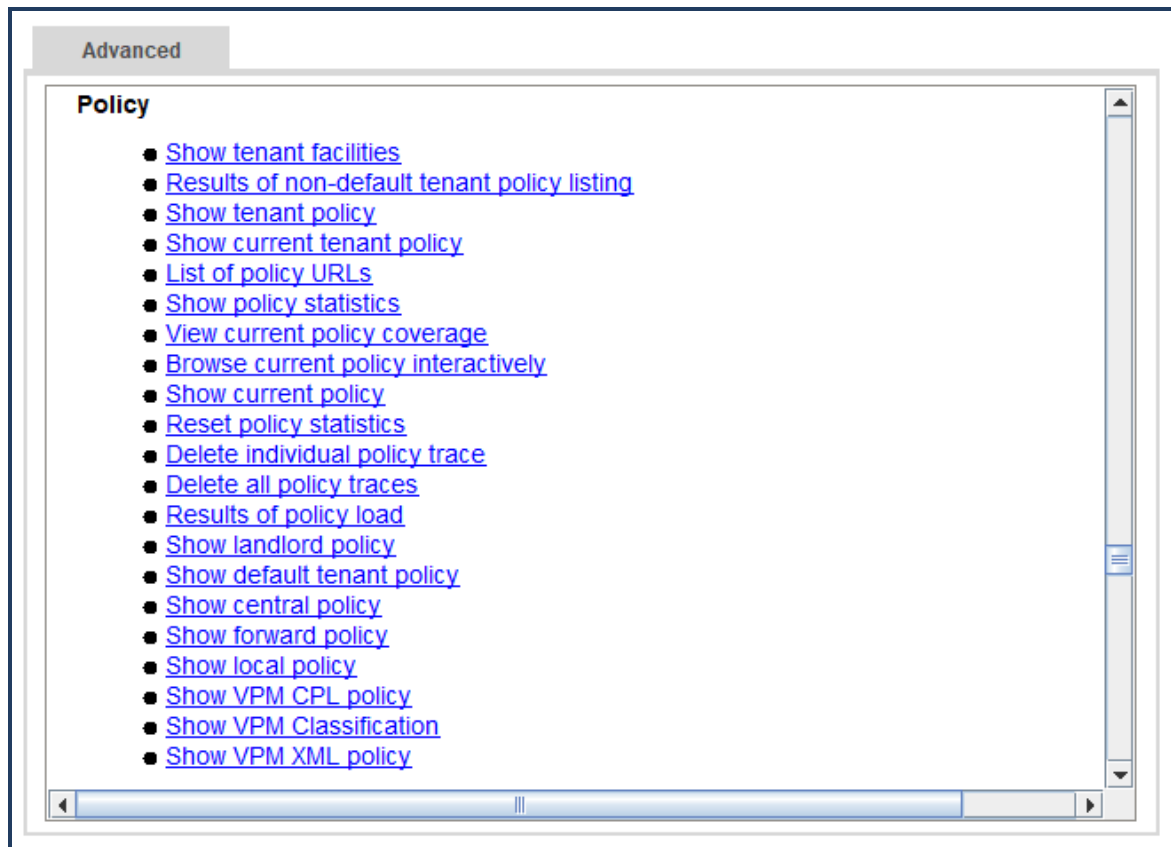 Advanced
Policy
Show tenant facilities
Results of non-default tenant policy listing
Show tenant policy
Show current tenant policy
List of policy URLs
Show policy statistics
View current policy coverage
Browse current policy interactively
Show current policy
Reset policy statistics
Delete individual policy trace
Delete all policy traces
Results of policy load
Show landlord policy
Show default tenant policy
Show central policy
Show forward policy
Show local policy
Show VPM CPL policy
Show VPM Classification
Show VPM XML policy